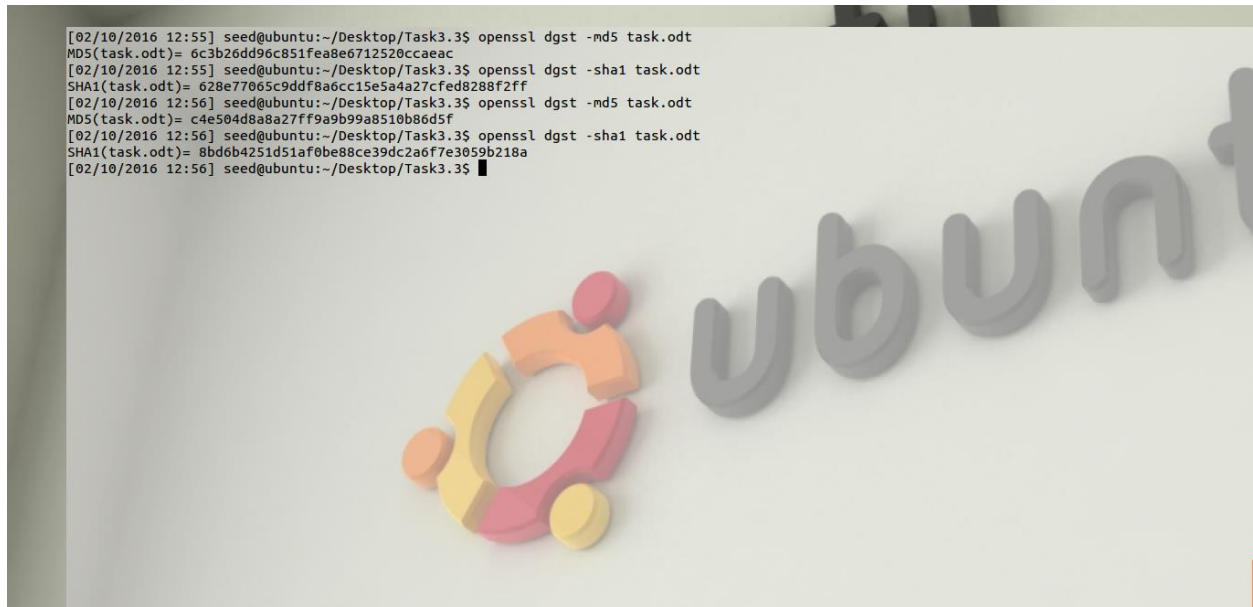 [02/10/2016 12:55] seed@ubuntu:~/Desktop/Task3.3$ openssl dgst -md5 task.odt
MD5(task.odt)= 6c3b26dd96c851fea8e6712520ccaeac
[02/10/2016 12:55] seed@ubuntu:~/Desktop/Task3.3$ openssl dgst -sha1 task.odt
SHA1(task.odt)= 628e77065c9ddf8a6cc15e5a4a27cfed8288f2ff
[02/10/2016 12:56] seed@ubuntu:~/Desktop/Task3.3$ openssl dgst -md5 task.odt
MD5(task.odt)= c4e504d8a8a27ff9a9b99a8510b86d5f
[02/10/2016 12:56] seed@ubuntu:~/Desktop/Task3.3$ openssl dgst -sha1 task.odt
SHA1(task.odt)= 8bd6b4251d51af0be88ce39dc2a6f7e3059b218a
[02/10/2016 12:56] seed@ubuntu:~/Desktop/Task3.3$
ubunt